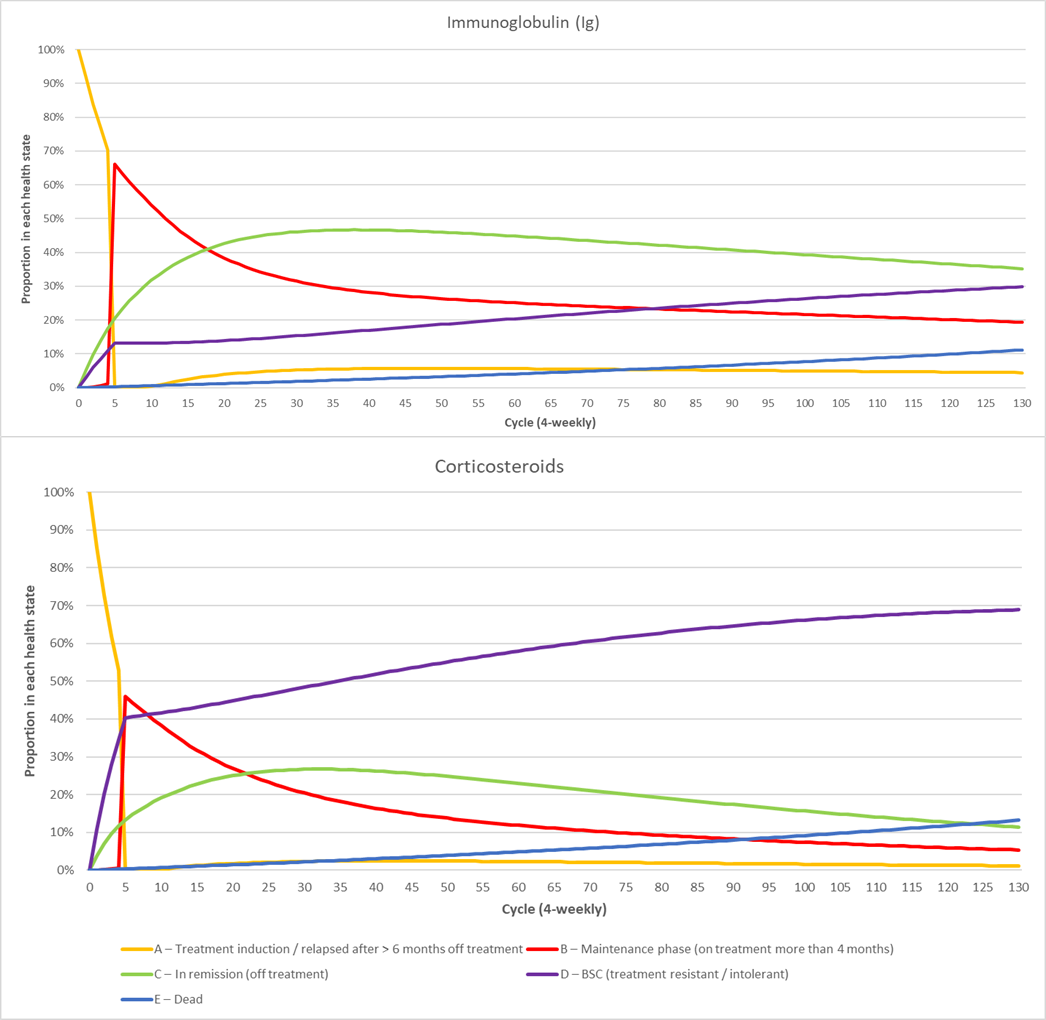 Immunoglobulin (Ig)
100%
90%
80%
70%
60%
50%
40%
30%
20%
10%
0%
Proportion in each health state
0 5 10 15 20 25 30 35 40 45 50 55 60 65 70 75 80 85 90 95 100 105 110 115 120 125 130
Cycle (4-weekly)
Corticosteroids
100%
90%
80%
70%
60%
50%
40%
30%
20%
10%
0%
Proportion in each health state
0 5 10 15 20 25 30 35 40 45 50 55 60 65 70 75 80 85 90 95 100 105 110 115 120 125 130
Cycle (4-weekly)
A – Treatment induction / relapsed after > 6 months off treatment B – Maintenance phase (on treatment more than 4 months)
C – In remission (off treatment) D – BSC (treatment resistant / intolerant)
E – Dead